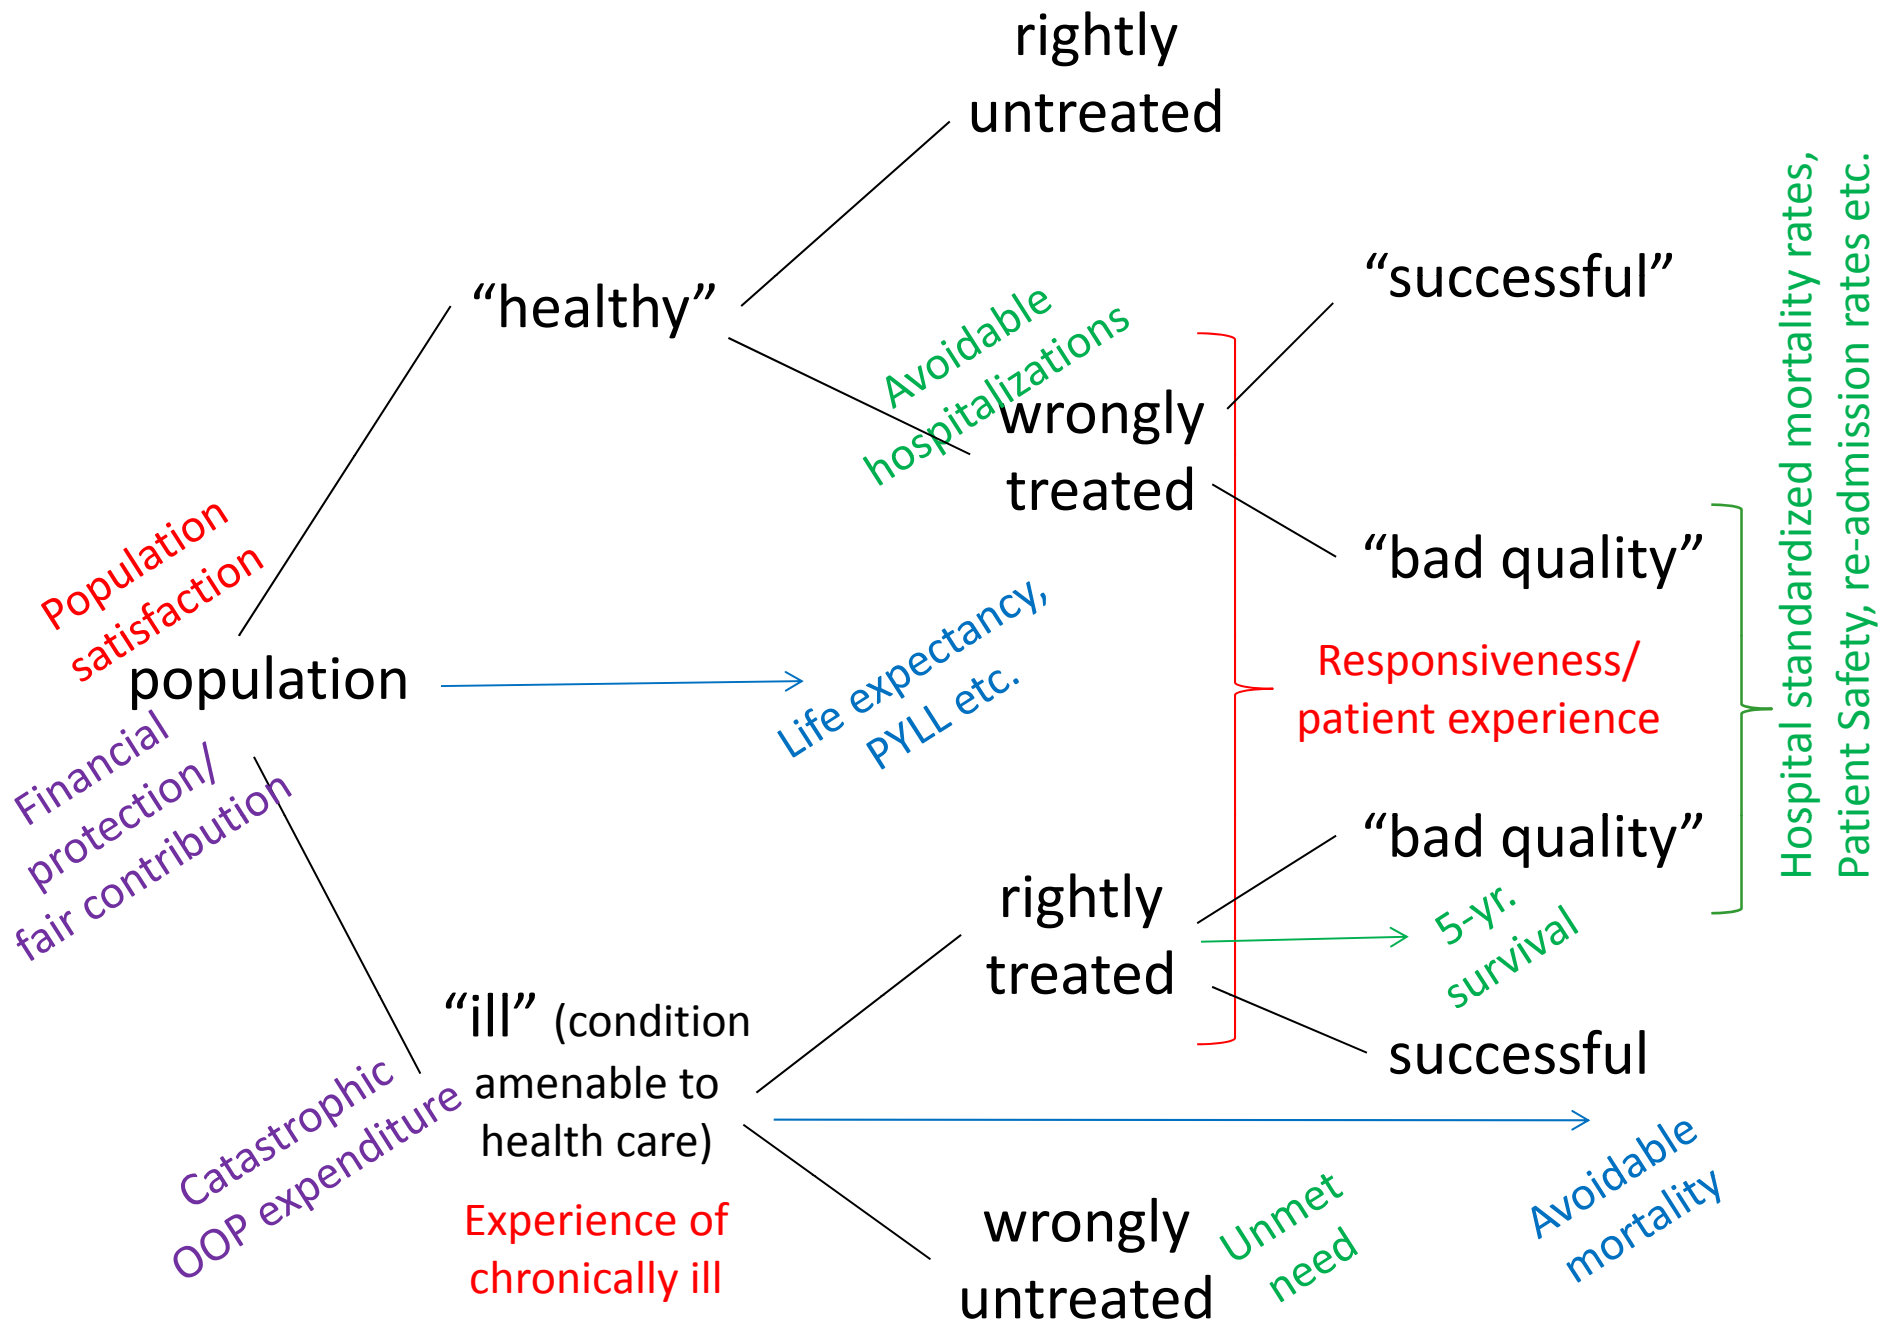 rightly
untreated
“healthy”
“successful”
Avoidable
hospitalizations
wrongly
treated
“bad quality”
Hospital standardized mortality rates,
Patient Safety, re-admission rates etc.
Population
satisfaction
population
Life expectancy,
PYLL etc.
Responsiveness/
patient experience
Financial
protection/
fair contribution
“bad quality”
rightly
treated
5-yr.
survival
“ill” (condition
amenable to
health care)
successful
Catastrophic
OOP expenditure
Experience of
chronically ill
wrongly
untreated
Unmet
need
Avoidable
mortality